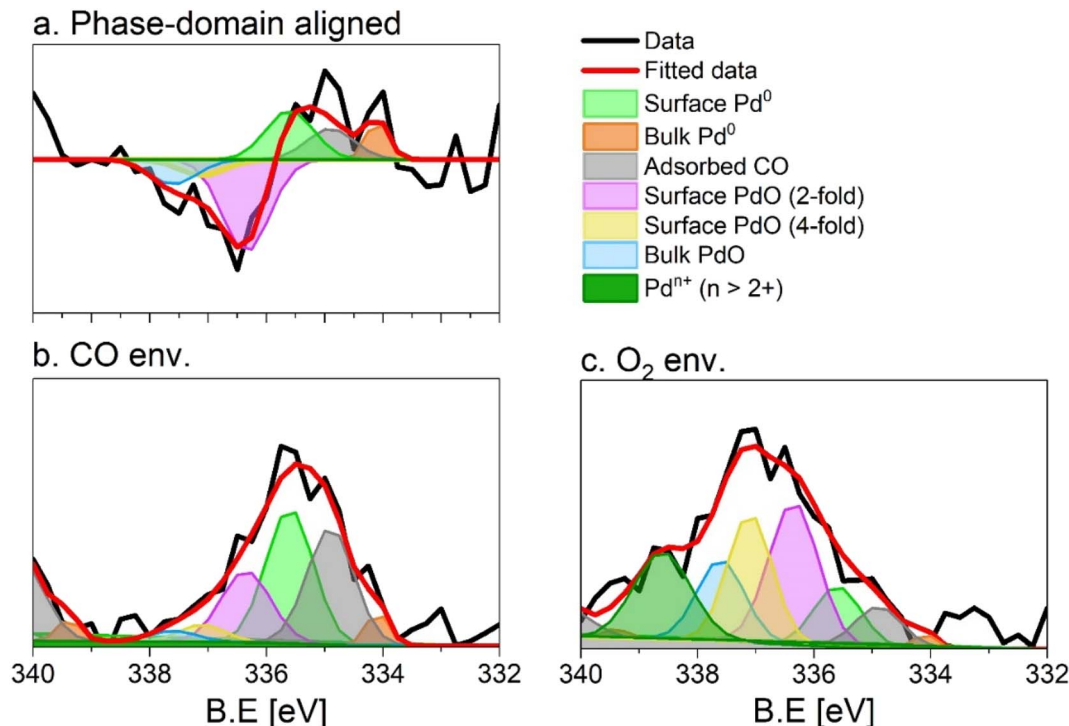 a. Phase-domain aligned
Data
Fitted data
Surface Pd⁰
Bulk Pd⁰
Adsorbed CO
Surface PdO (2-fold)
Surface PdO (4-fold)
Bulk PdO
Pdⁿ⁺ (n > 2+)
b. CO env.
c. O₂ env.
340 338 336 334 332
340 338 336 334 332
B.E [eV]
B.E [eV]